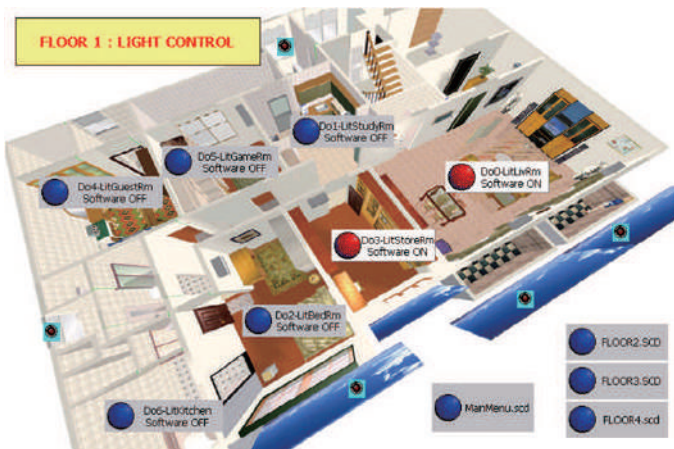 FLOOR 1 : LIGHT CONTROL
Do1-LitStudyRm
Software OFF
Do5-LitGameRm
Software OFF
Do0-LitLivRm
Software ON
Do4-LitGuestRm
Software OFF
Do3-LitStoreRm
Software ON
Do2-LitBedRm
Software OFF
FLOOR2.SCD
FLOOR3.SCD
MainMenu.scd
FLOOR4.scd
Do6-LitKitchen
Software OFF